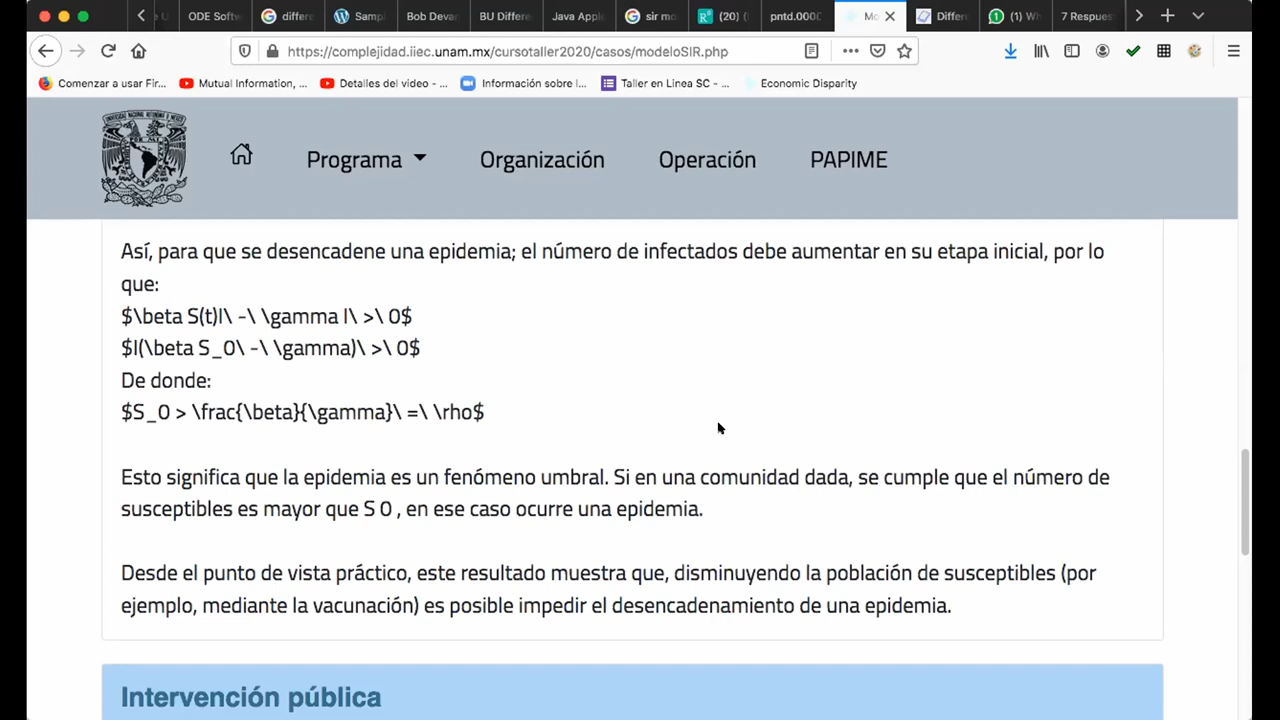 ODE Softw
differe
Samp
Bob Devan
BU Differe
Java Apple
sir mo
(20) (
pntd.000
Mo
Differ
(1) Wh
7 Respues
https://complejidad.iiec.unam.mx/cursotaller2020/casos/modeloSIR.php
Comenzar a usar Fir...
Mutual Information, ...
Detalles del video - ...
Información sobre l...
Taller en Linea SC - ...
Economic Disparity
Programa
Organización
Operación
PAPIME
Así, para que se desencadene una epidemia; el número de infectados debe aumentar en su etapa inicial, por lo
que:
$\beta S(t)I\ -\ \gamma I\ >\ 0$
$I(\beta S_0\ -\ \gamma)\ >\ 0$
De donde:
$S_0 > \frac{\beta}{\gamma}\ =\ \rho$
Esto significa que la epidemia es un fenómeno umbral. Si en una comunidad dada, se cumple que el número de
susceptibles es mayor que S 0 , en ese caso ocurre una epidemia.
Desde el punto de vista práctico, este resultado muestra que, disminuyendo la población de susceptibles (por
ejemplo, mediante la vacunación) es posible impedir el desencadenamiento de una epidemia.
Intervención pública